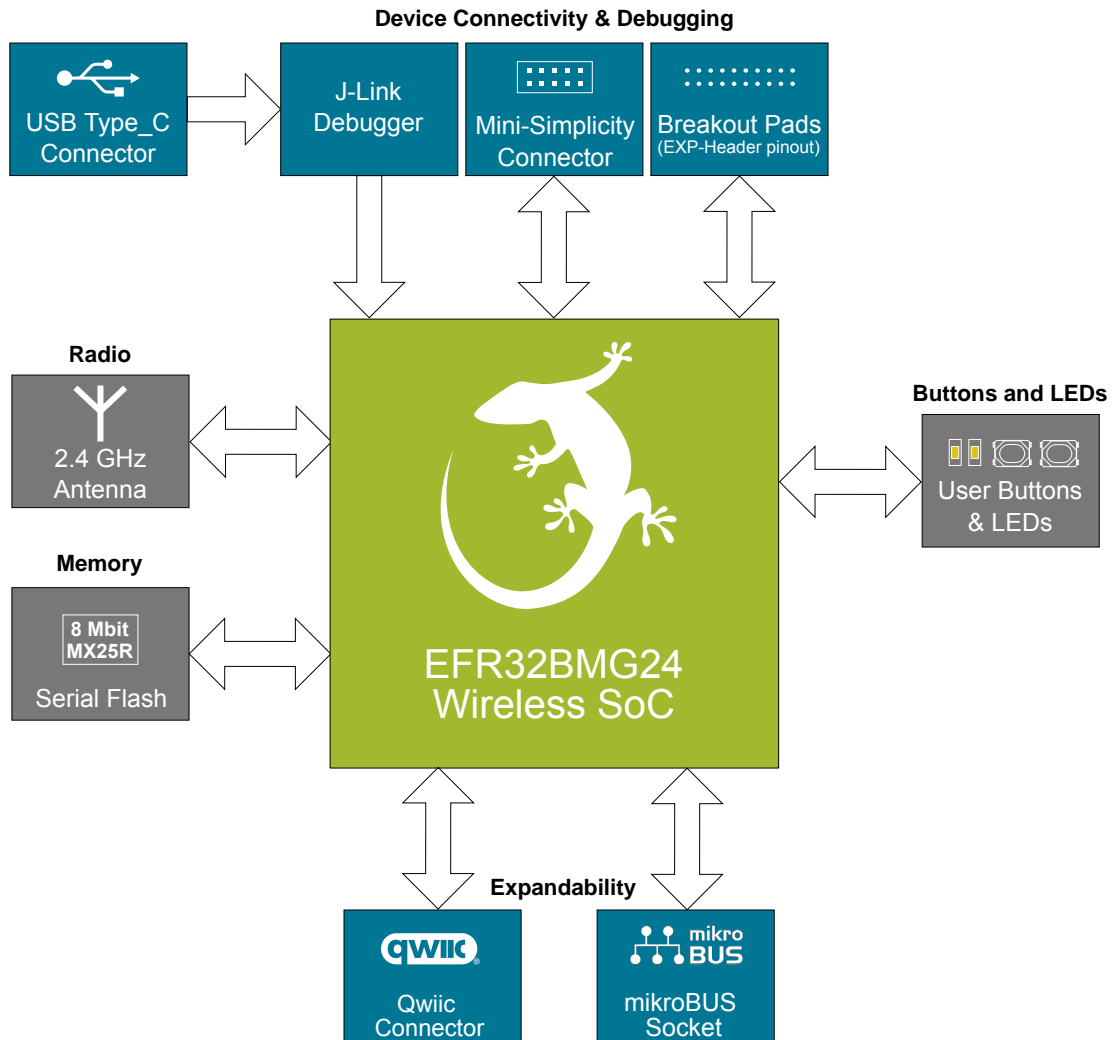 Device Connectivity & Debugging
USB Type_C
Connector
J-Link
Debugger
Mini-Simplicity
Connector
Breakout Pads
(EXP-Header pinout)
Radio
2.4 GHz
Antenna
Buttons and LEDs
User Buttons
& LEDs
Memory
8 Mbit
MX25R
Serial Flash
EFR32BMG24
Wireless SoC
Expandability
qwiic
Qwiic
Connector
mikro
BUS
mikroBUS
Socket